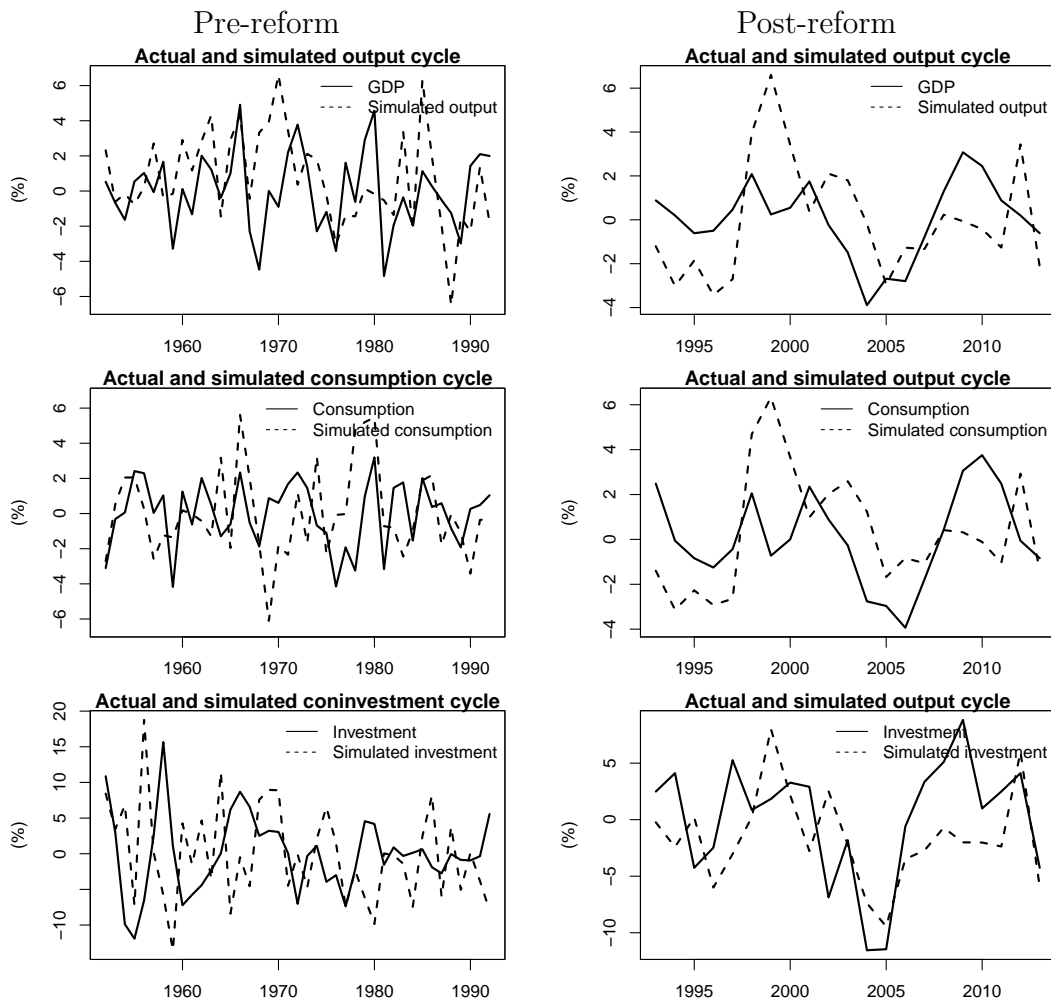 Pre-reform
Actual and simulated output cycle
GDP
Simulated output
(%)
6
4
2
0
−2
−4
−6
1960 1970 1980 1990
Post-reform
Actual and simulated output cycle
GDP
Simulated output
(%)
6
4
2
0
−2
−4
1995 2000 2005 2010
Actual and simulated consumption cycle
Consumption
Simulated consumption
(%)
6
4
2
0
−2
−4
−6
1960 1970 1980 1990
Actual and simulated output cycle
Consumption
Simulated consumption
(%)
6
4
2
0
−2
−4
1995 2000 2005 2010
Actual and simulated coninvestment cycle
Investment
Simulated investment
(%)
20
15
10
5
0
−10
1960 1970 1980 1990
Actual and simulated output cycle
Investment
Simulated investment
(%)
5
0
−5
−10
1995 2000 2005 2010